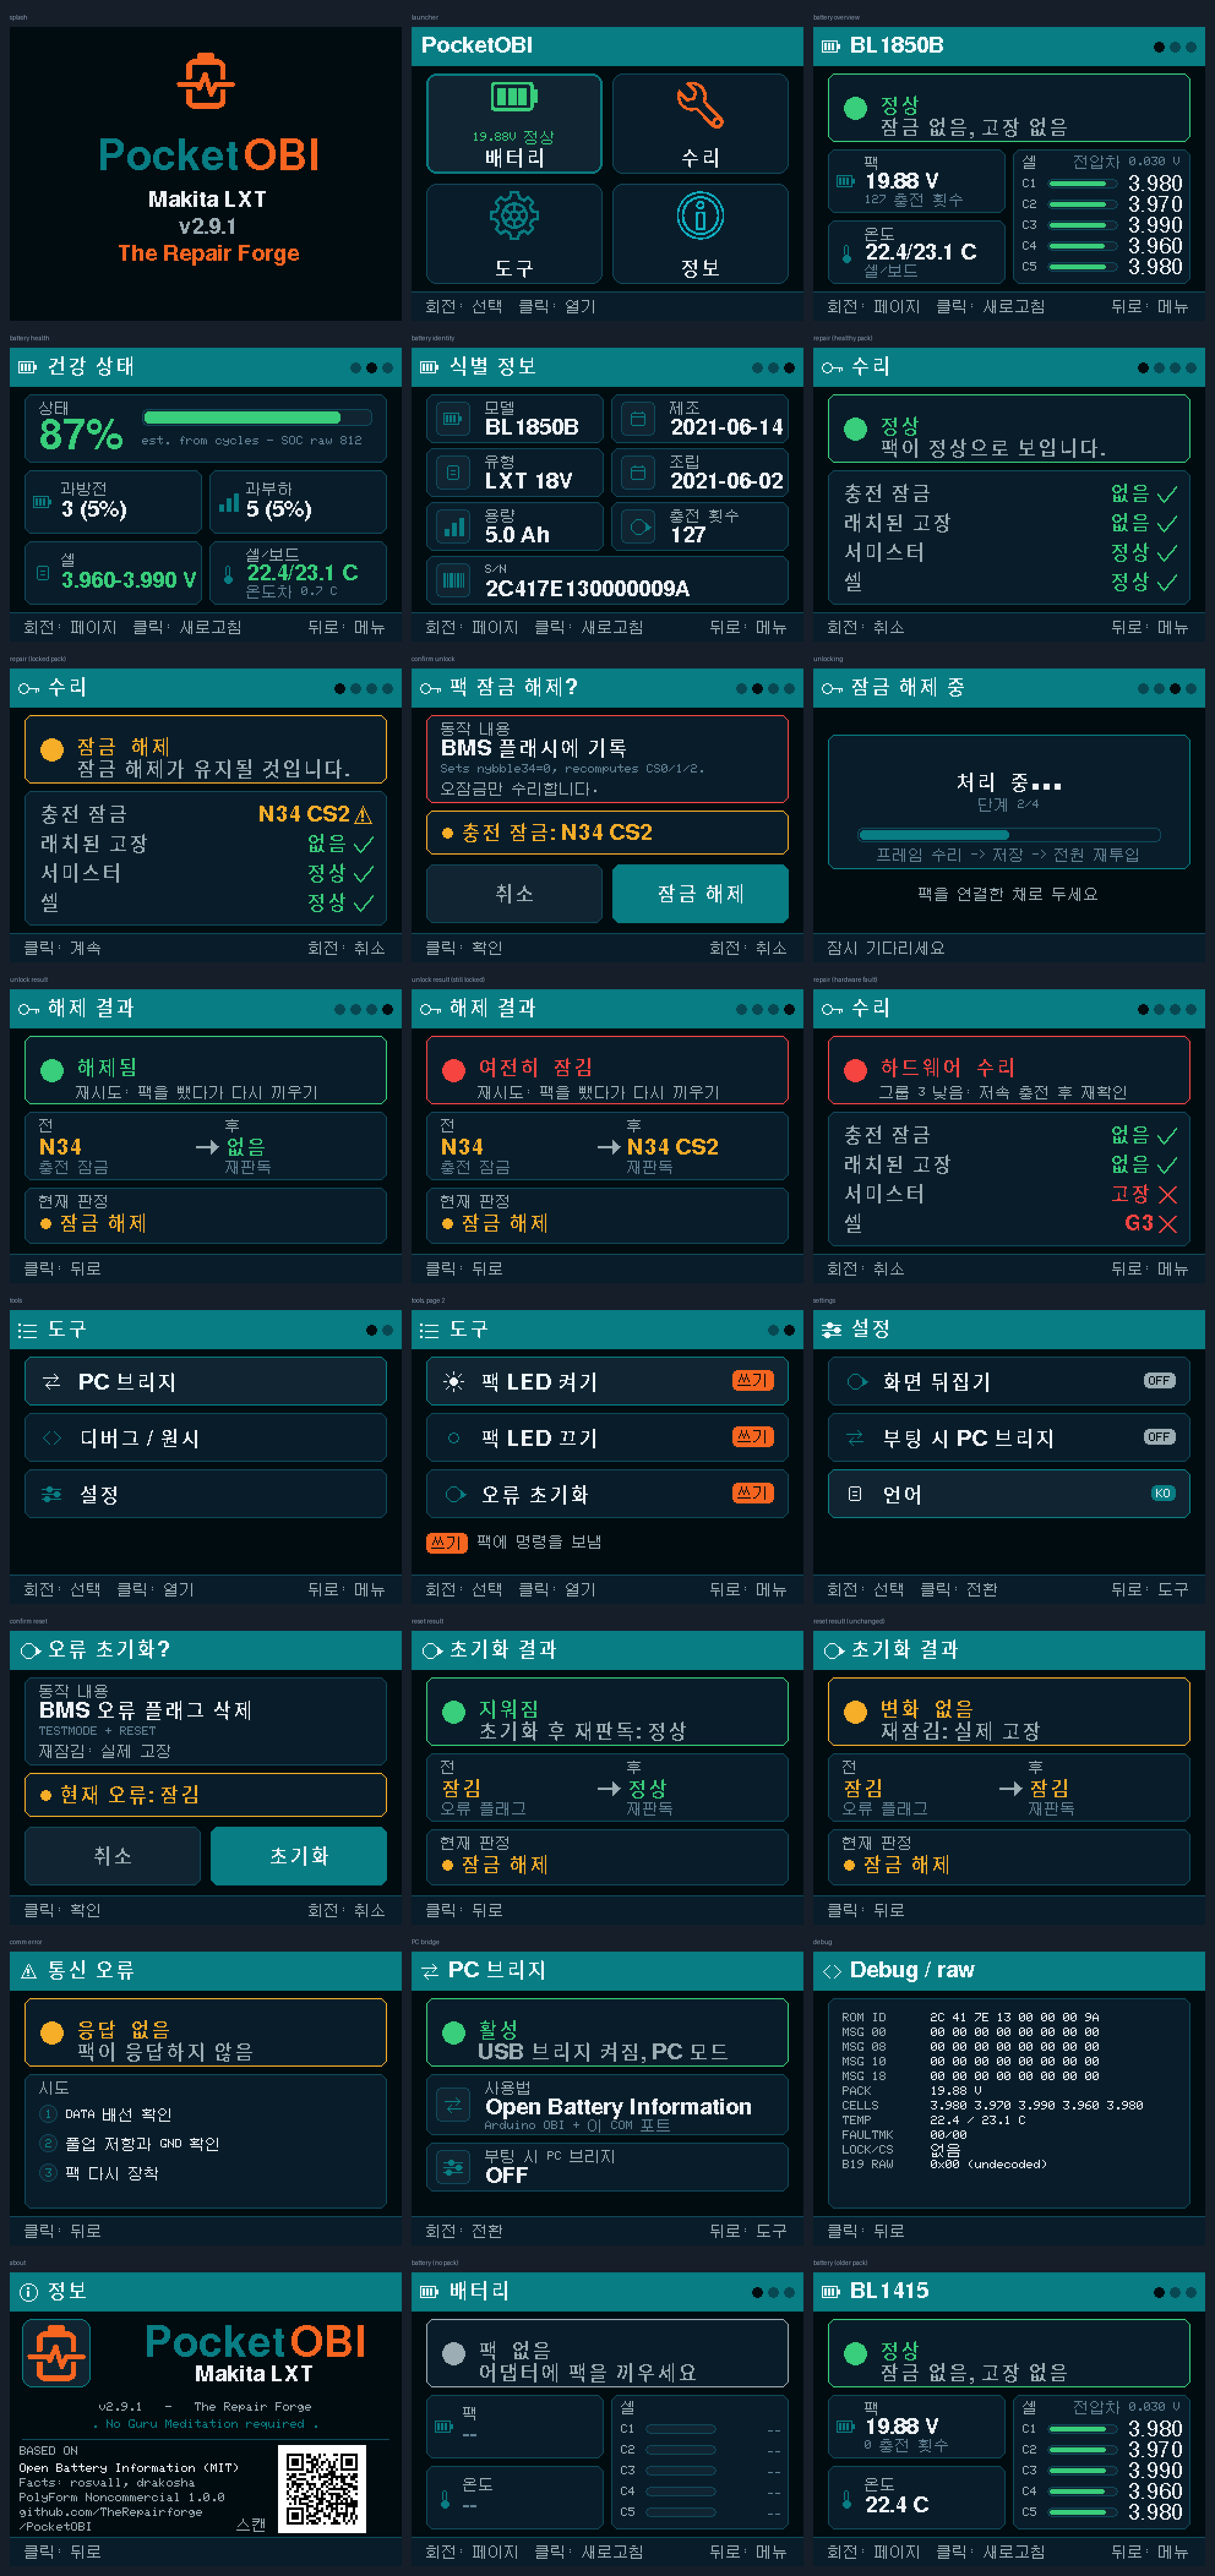 splash
PocketOBI
Makita LXT
v2.9.1
The Repair Forge
launcher
PocketOBI
19.88V 정상
배터리
수리
도구
정보
회전: 선택 클릭: 열기
battery overview
BL1850B
정상
잠금 없음, 고장 없음
팩
19.88 V
127 충전 횟수
온도
22.4/23.1 C
셀/보드
셀 전압차 0.030 V
C1 3.980
C2 3.970
C3 3.990
C4 3.960
C5 3.980
회전: 페이지 클릭: 새로고침 뒤로: 메뉴
battery health
건강 상태
상태
87%
est. from cycles - SOC raw 812
과방전
3 (5%)
과부하
5 (5%)
셀
3.960-3.990 V
셀/보드
22.4/23.1 C
온도차 0.7 C
회전: 페이지 클릭: 새로고침 뒤로: 메뉴
battery identity
식별 정보
모델
BL1850B
제조
2021-06-14
유형
LXT 18V
조립
2021-06-02
용량
5.0 Ah
충전 횟수
127
S/N
2C417E130000009A
회전: 페이지 클릭: 새로고침 뒤로: 메뉴
repair (healthy pack)
수리
정상
팩이 정상으로 보입니다.
충전 잠금 없음
래치된 고장 없음
서미스터 정상
셀 정상
회전: 취소 뒤로: 메뉴
repair (locked pack)
수리
잠금 해제
잠금 해제가 유지될 것입니다.
충전 잠금 N34 CS2
래치된 고장 없음
서미스터 정상
셀 정상
클릭: 계속 회전: 취소
confirm unlock
팩 잠금 해제?
동작 내용
BMS 플래시에 기록
Sets nybble34=0, recomputes CS0/1/2.
오잠금만 수리합니다.
충전 잠금: N34 CS2
취소 잠금 해제
클릭: 확인 회전: 취소
unlocking
잠금 해제 중
처리 중...
단계 2/4
프레임 수리 -> 저장 -> 전원 재투입
팩을 연결한 채로 두세요
잠시 기다리세요
unlock result
해제 결과
해제됨
재시도: 팩을 뺐다가 다시 끼우기
전 후
N34 → 없음
충전 잠금 재판독
현재 판정
잠금 해제
클릭: 뒤로
unlock result (still locked)
해제 결과
여전히 잠김
재시도: 팩을 뺐다가 다시 끼우기
전 후
N34 → N34 CS2
충전 잠금 재판독
현재 판정
잠금 해제
클릭: 뒤로
repair (hardware fault)
수리
하드웨어 수리
그룹 3 낮음: 저속 충전 후 재확인
충전 잠금 없음
래치된 고장 없음
서미스터 고장
셀 G3
회전: 취소 뒤로: 메뉴
tools
도구
PC 브리지
디버그 / 원시
설정
회전: 선택 클릭: 열기 뒤로: 메뉴
tools, page 2
도구
팩 LED 켜기 쓰기
팩 LED 끄기 쓰기
오류 초기화 쓰기
쓰기 팩에 명령을 보냄
회전: 선택 클릭: 열기 뒤로: 메뉴
settings
설정
화면 뒤집기 OFF
부팅 시 PC 브리지 OFF
언어 KO
회전: 선택 클릭: 전환 뒤로: 도구
confirm reset
오류 초기화?
동작 내용
BMS 오류 플래그 삭제
TESTMODE + RESET
재잠김: 실제 고장
현재 오류: 잠김
취소 초기화
클릭: 확인 회전: 취소
reset result
초기화 결과
지워짐
초기화 후 재판독: 정상
전 후
잠김 → 정상
오류 플래그 재판독
현재 판정
잠금 해제
클릭: 뒤로
reset result (unchanged)
초기화 결과
변화 없음
재잠김: 실제 고장
전 후
잠김 → 잠김
오류 플래그 재판독
현재 판정
잠금 해제
클릭: 뒤로
comm error
통신 오류
응답 없음
팩이 응답하지 않음
시도
1 DATA 배선 확인
2 풀업 저항과 GND 확인
3 팩 다시 장착
클릭: 뒤로
PC bridge
PC 브리지
활성
USB 브리지 켜짐, PC 모드
사용법
Open Battery Information
Arduino OBI + 이 COM 포트
부팅 시 PC 브리지
OFF
회전: 전환 뒤로: 도구
debug
Debug / raw
ROM ID 2C 41 7E 13 00 00 00 9A
MSG 00 00 00 00 00 00 00 00 00
MSG 08 00 00 00 00 00 00 00 00
MSG 10 00 00 00 00 00 00 00 00
MSG 18 00 00 00 00 00 00 00 00
PACK 19.88 V
CELLS 3.980 3.970 3.990 3.960 3.980
TEMP 22.4 / 23.1 C
FAULTMK 00/00
LOCK/CS 없음
B19 RAW 0x00 (undecoded)
클릭: 뒤로
about
정보
PocketOBI
Makita LXT
v2.9.1 - The Repair Forge
. No Guru Meditation required .
BASED ON
Open Battery Information (MIT)
Facts: rosvall, drakosha
PolyForm Noncommercial 1.0.0
github.com/TheRepairforge
/PocketOBI
스캔
클릭: 뒤로
battery (no pack)
배터리
팩 없음
어댑터에 팩을 끼우세요
팩
--
온도
--
셀
C1 --
C2 --
C3 --
C4 --
C5 --
회전: 페이지 클릭: 새로고침 뒤로: 메뉴
battery (older pack)
BL1415
정상
잠금 없음, 고장 없음
팩
19.88 V
0 충전 횟수
온도
22.4 C
셀 전압차 0.030 V
C1 3.980
C2 3.970
C3 3.990
C4 3.960
C5 3.980
회전: 페이지 클릭: 새로고침 뒤로: 메뉴